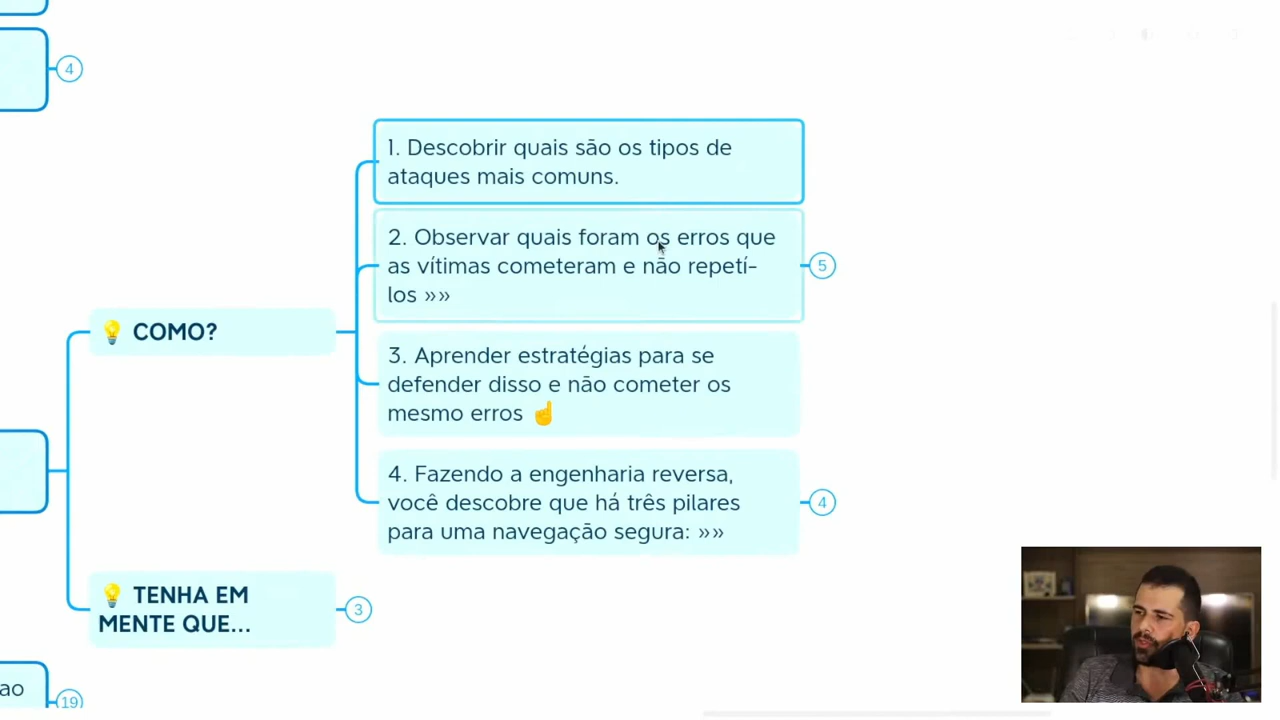 4
1. Descobrir quais são os tipos de
ataques mais comuns.
2. Observar quais foram os erros que
as vítimas cometeram e não repetí-
los »»
5
💡 COMO?
3. Aprender estratégias para se
defender disso e não cometer os
mesmo erros ☝️
4. Fazendo a engenharia reversa,
você descobre que há três pilares
para uma navegação segura: »»
4
💡 TENHA EM
MENTE QUE...
3
ao
19